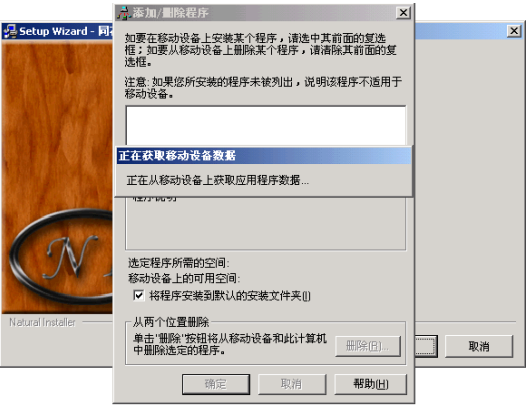 添加/删除程序
Setup Wizard -
如要在移动设备上安装某个程序，请选中其前面的复选
框；如要从移动设备上删除某个程序，请清除其前面的复
选框。
注意:如果您所安装的程序未被列出，说明该程序不适用于
移动设备。
正在获取移动设备数据
正在从移动设备上获取应用程序数据...
程序说明
选定程序所需的空间:
移动设备上的可用空间:
将程序安装到默认的安装文件夹(I)
Natural Installer
从两个位置删除
单击"删除"按钮将从移动设备和此计算机
中删除选定的程序。
删除(R)...
取消
确定
取消
帮助(H)